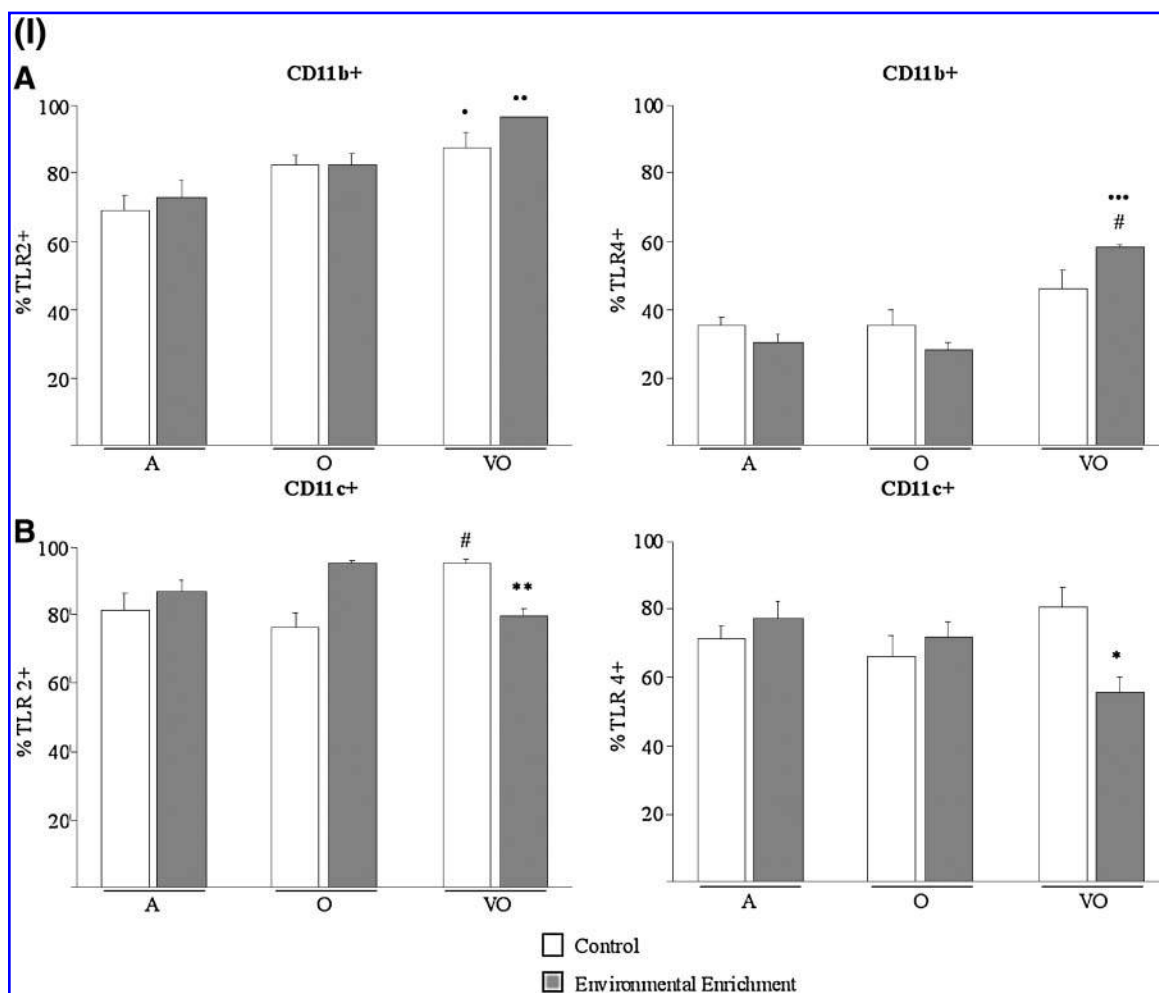 (I)
A
CD11b+
% TLR2+
100
80
60
40
20
•
••
A
O
VO
CD11b+
% TLR4+
100
80
60
40
20
•••
#
A
O
VO
B
CD11c+
% TLR 2+
100
80
60
40
20
#
**
A
O
VO
CD11c+
% TLR 4+
100
80
60
40
20
*
A
O
VO
Control
Environmental Enrichment